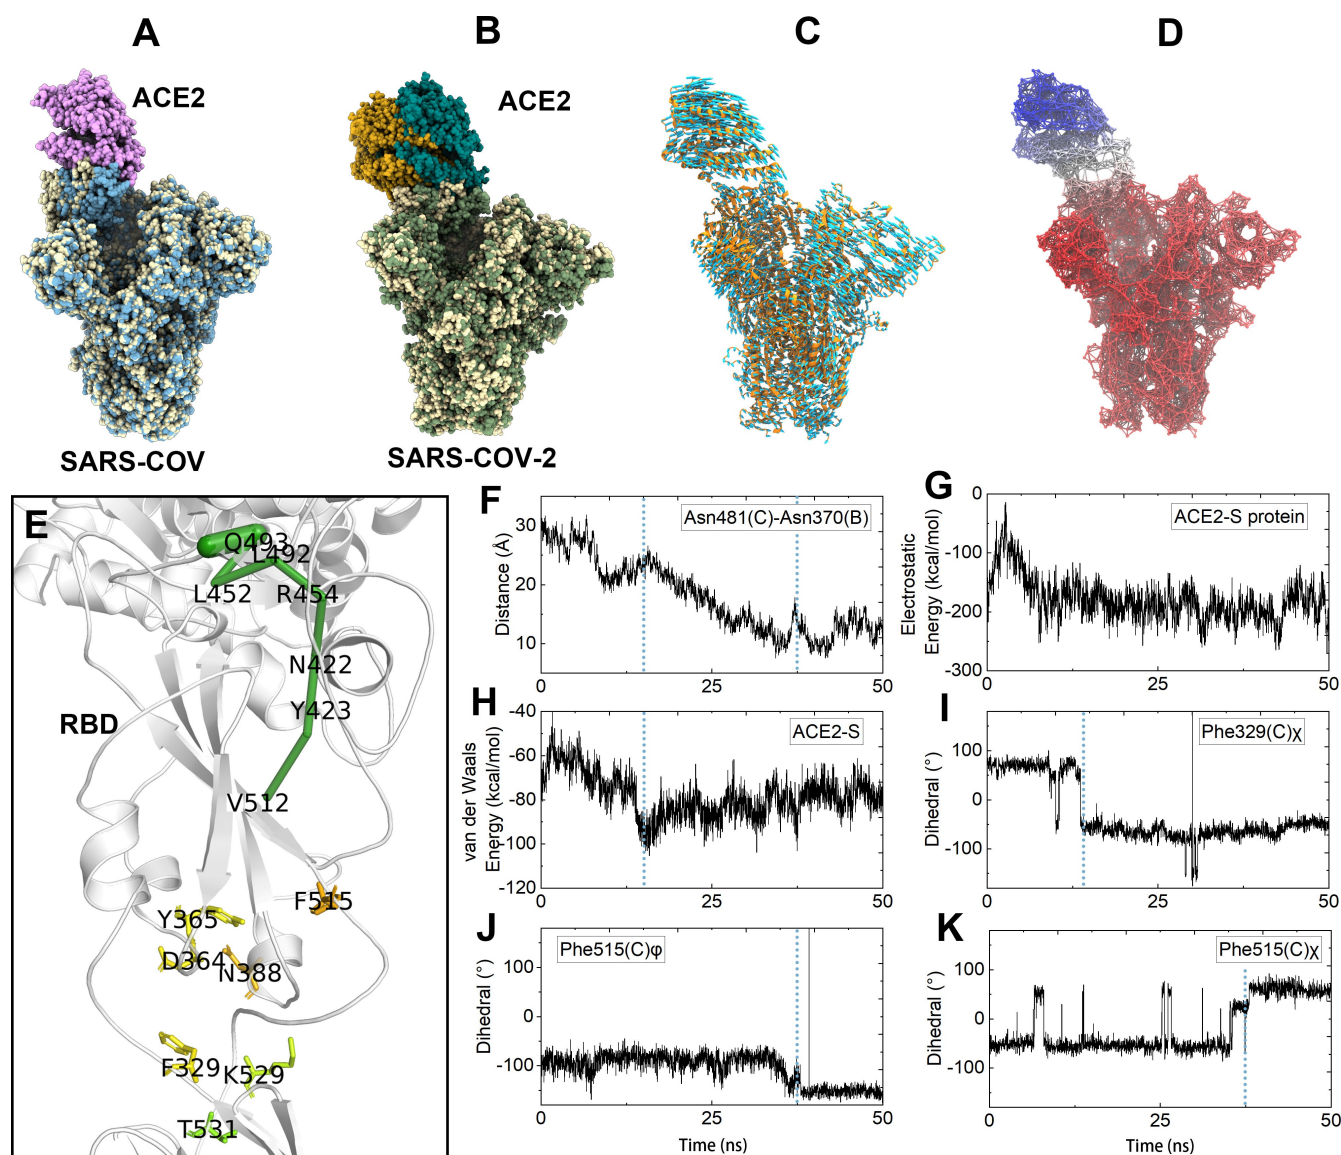 A
B
C
D
ACE2
ACE2
SARS-COV
SARS-COV-2
E
Q493
L492
L452
R454
N422
Y423
RBD
V512
F515
Y365
D364
N388
F329
K529
T531
F
Asn481(C)-Asn370(B)
Distance (Å)
30
20
10
0
25
50
G
ACE2-S protein
Electrostatic
Energy (kcal/mol)
0
-100
-200
-300
0
25
50
H
ACE2-S
van der Waals
Energy (kcal/mol)
-40
-60
-80
-100
-120
0
25
50
I
Phe329(C)χ
Dihedral (°)
100
0
-100
0
25
50
J
Phe515(C)φ
Dihedral (°)
100
0
-100
0
25
50
Time (ns)
K
Phe515(C)χ
Dihedral (°)
100
0
-100
0
25
50
Time (ns)